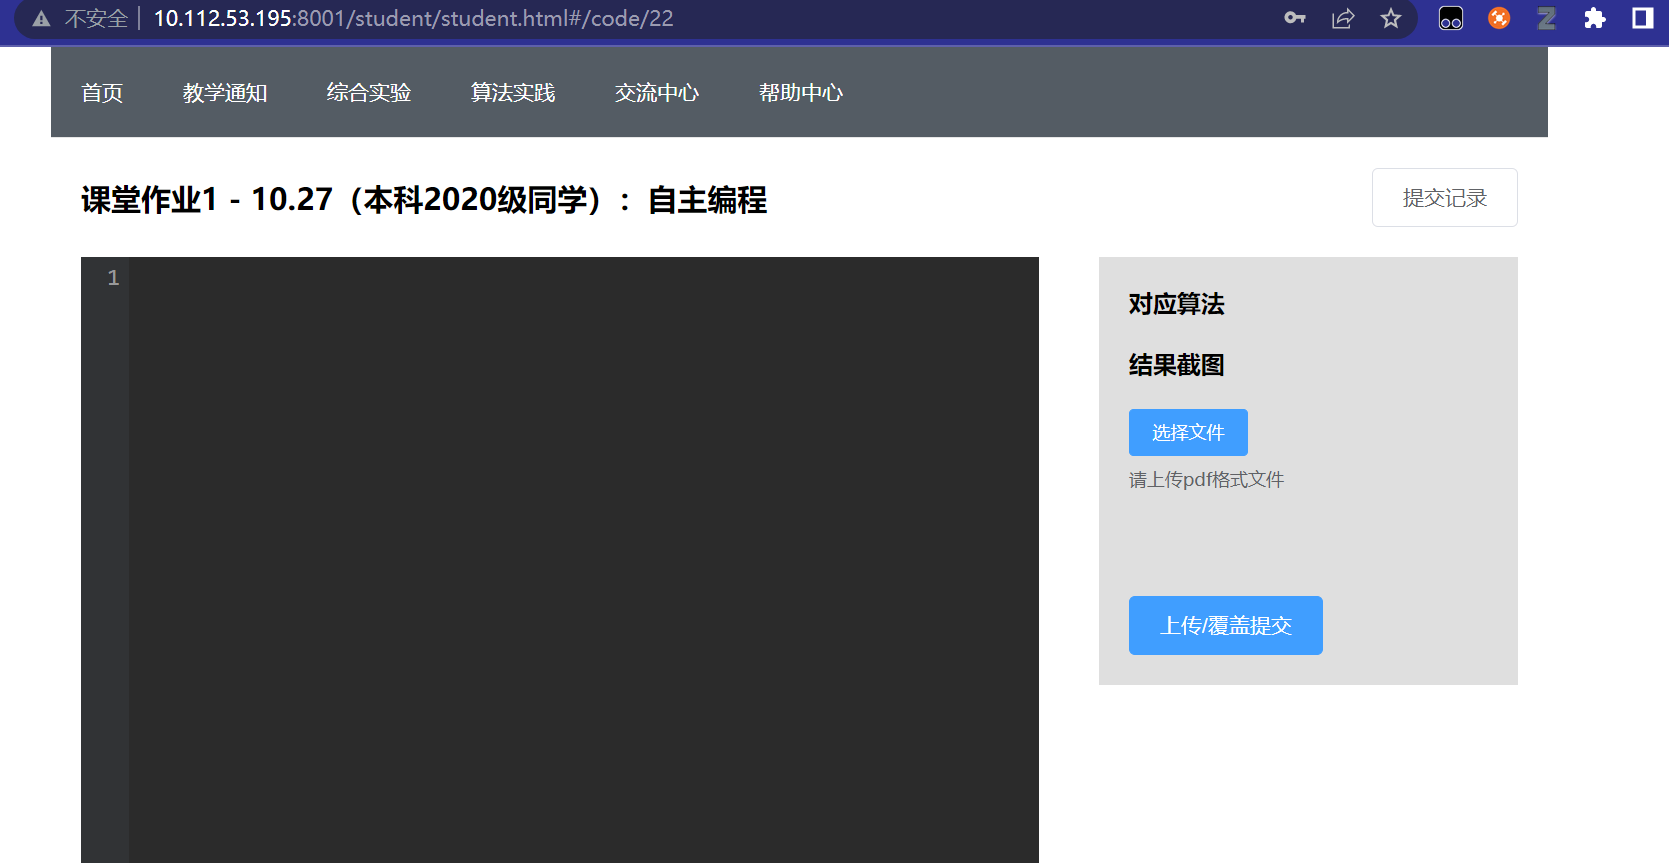 不安全 10.112.53.195:8001/student/student.html#/code/22
首页 教学通知 综合实验 算法实践 交流中心 帮助中心
课堂作业1 - 10.27（本科2020级同学）：自主编程
提交记录
1
对应算法
结果截图
选择文件
请上传pdf格式文件
上传/覆盖提交